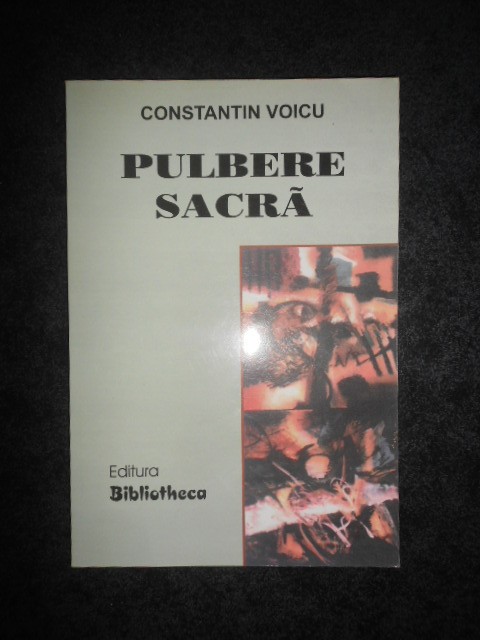 CONSTANTIN VOICU
PULBERE
SACRÃ
Editura
Bibliotheca